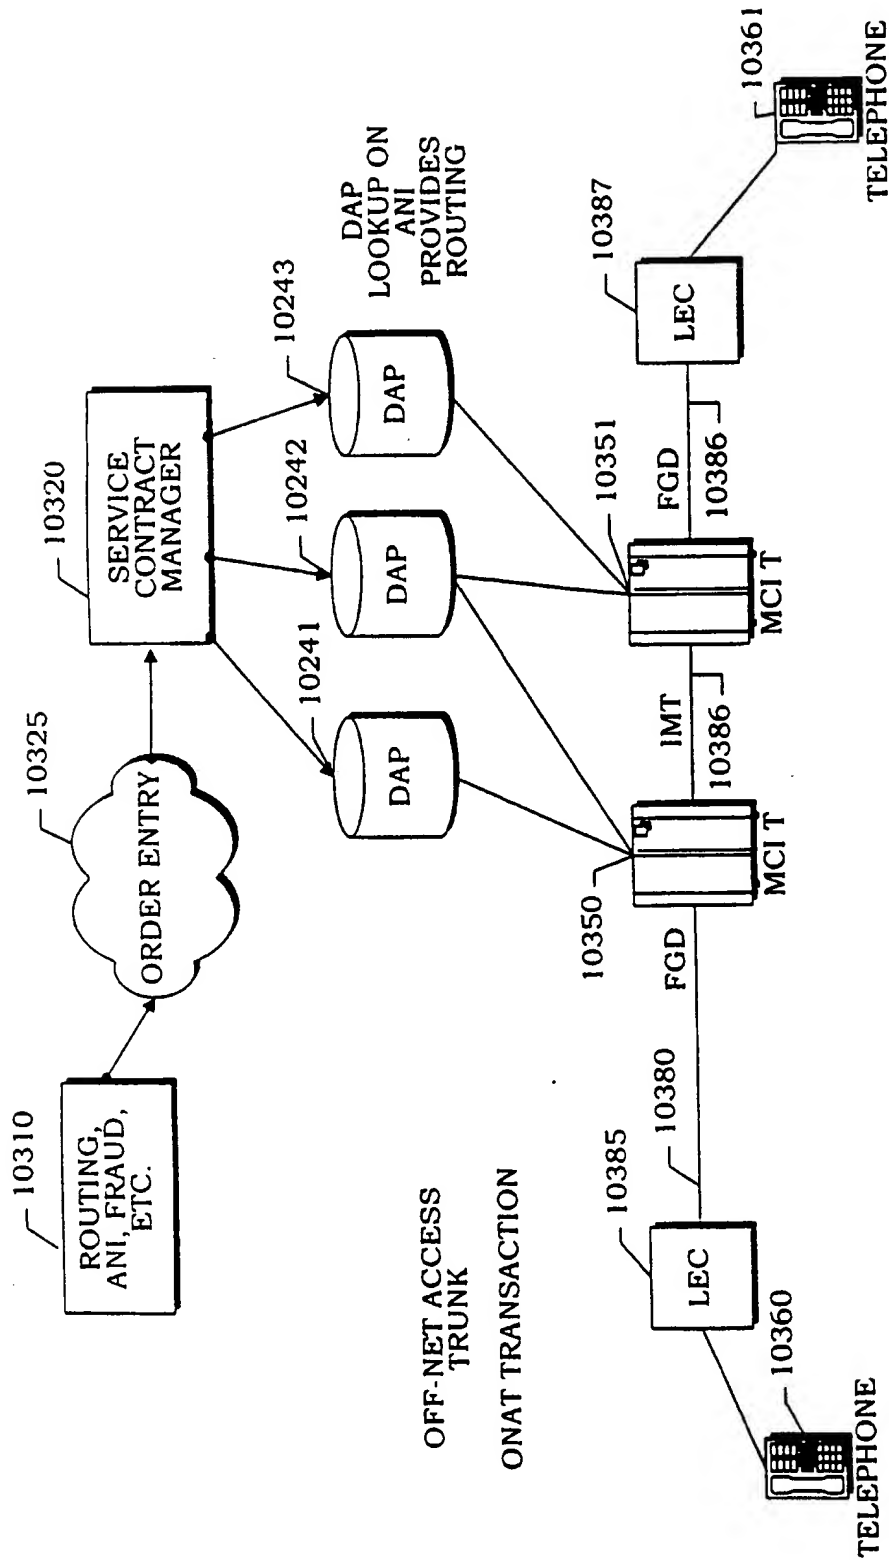 10310
ROUTING,
ANI, FRAUD,
ETC.
10325
ORDER ENTRY
10320
SERVICE
CONTRACT
MANAGER
10241
DAP
10242
DAP
10243
DAP
DAP
LOOKUP ON
ANI
PROVIDES
ROUTING
OFF-NET ACCESS
TRUNK
ONAT TRANSACTION
10360
TELEPHONE
10385
LEC
10380
FGD
10350
MCI T
IMT
10386
10351
MCI T
FGD
10386
10387
LEC
10361
TELEPHONE